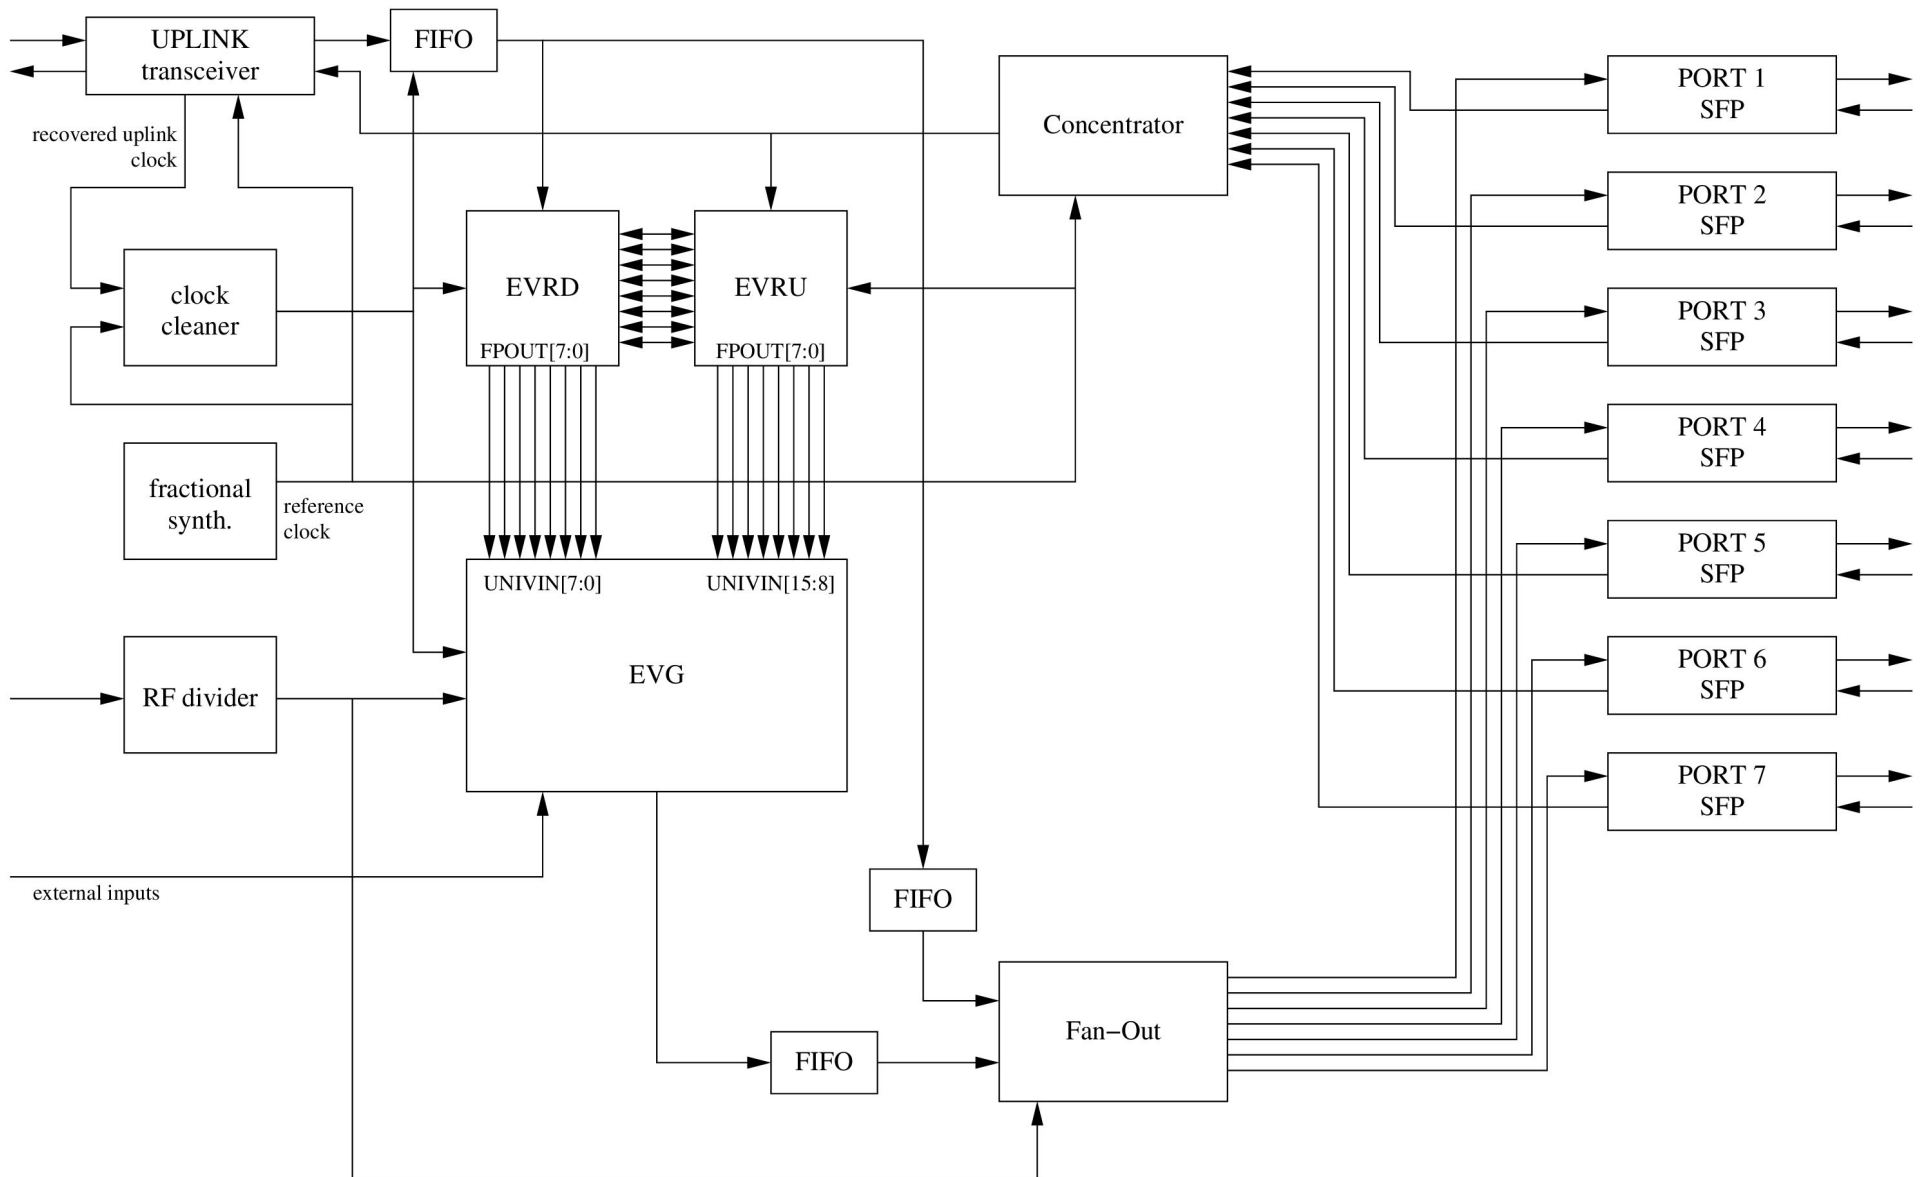 UPLINK
transceiver
FIFO
recovered uplink
clock
Concentrator
PORT 1
SFP
PORT 2
SFP
clock
cleaner
EVRD
FPOUT[7:0]
EVRU
FPOUT[7:0]
PORT 3
SFP
PORT 4
SFP
fractional
synth.
reference
clock
PORT 5
SFP
UNIVIN[7:0]
UNIVIN[15:8]
EVG
RF divider
PORT 6
SFP
PORT 7
SFP
external inputs
FIFO
Fan−Out
FIFO